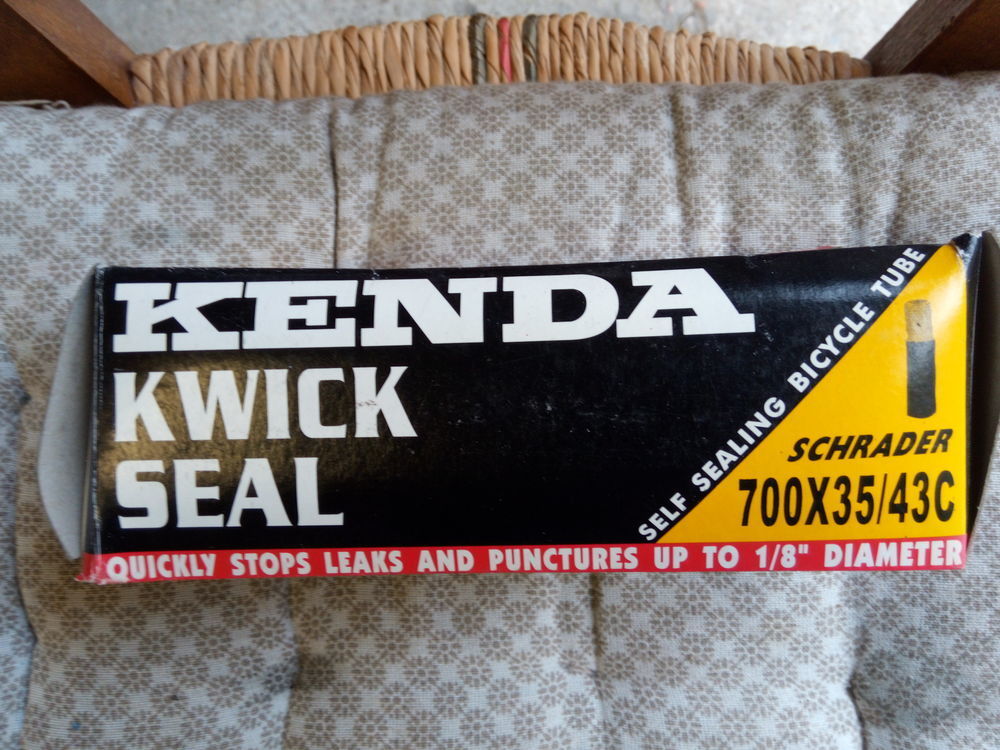 KENDA
KWICK
SEAL
SELF SEALING BICYCLE TUBE
SCHRADER
700X35/43C
QUICKLY STOPS LEAKS AND PUNCTURES UP TO 1/8" DIAMETER